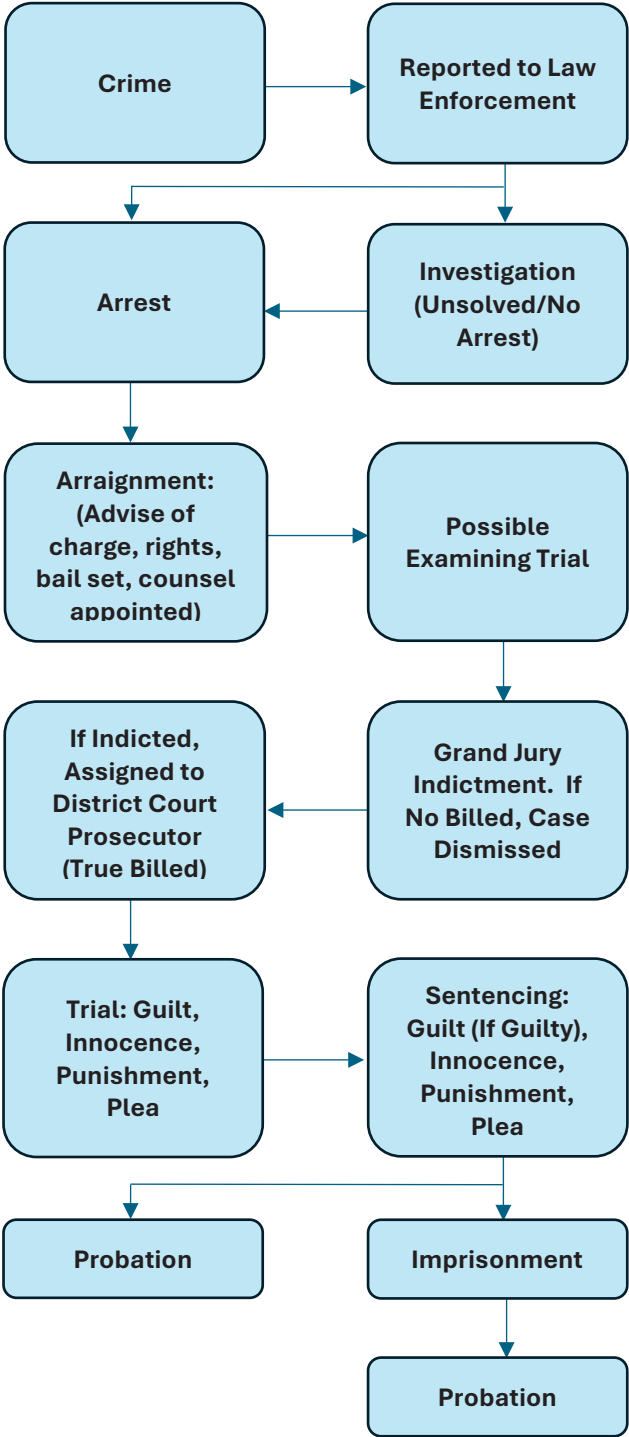 Crime
Reported to Law
Enforcement
Arrest
Investigation
(Unsolved/No
Arrest)
Arraignment:
(Advise of
charge, rights,
bail set, counsel
appointed)
Possible
Examining Trial
If Indicted,
Assigned to
District Court
Prosecutor
(True Billed)
Grand Jury
Indictment.  If
No Billed, Case
Dismissed
Trial: Guilt,
Innocence,
Punishment,
Plea
Sentencing:
Guilt (If Guilty),
Innocence,
Punishment,
Plea
Probation
Imprisonment
Probation